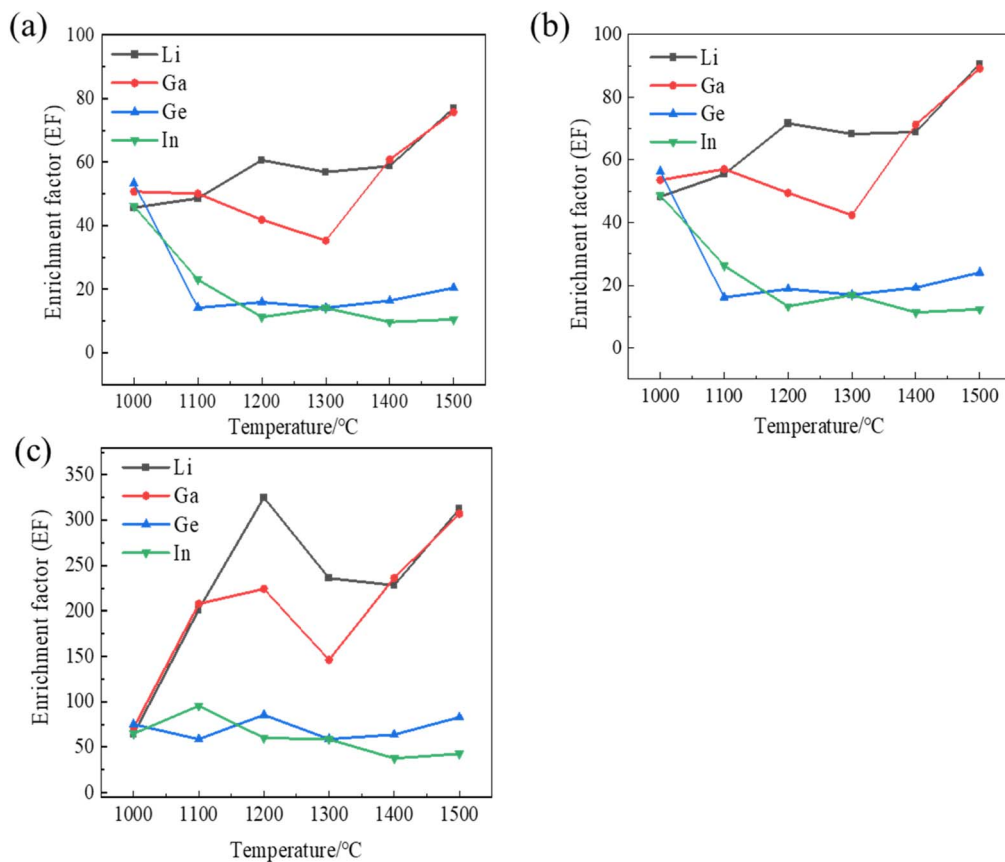 (a)
100
80
60
40
20
0
Enrichment factor (EF)
Li
Ga
Ge
In
1000 1100 1200 1300 1400 1500
Temperature/℃
(b)
100
80
60
40
20
0
Enrichment factor (EF)
Li
Ga
Ge
In
1000 1100 1200 1300 1400 1500
Temperature/℃
(c)
350
300
250
200
150
100
50
0
Enrichment factor (EF)
Li
Ga
Ge
In
1000 1100 1200 1300 1400 1500
Temperature/℃